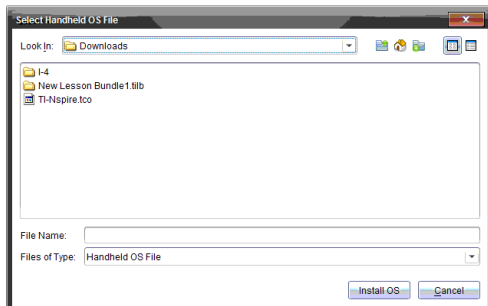 Select Handheld OS File
Look In: Downloads
I-4
New Lesson Bundle1.tilb
TI-Nspire.tco
File Name:
Files of Type: Handheld OS File
Install OS Cancel